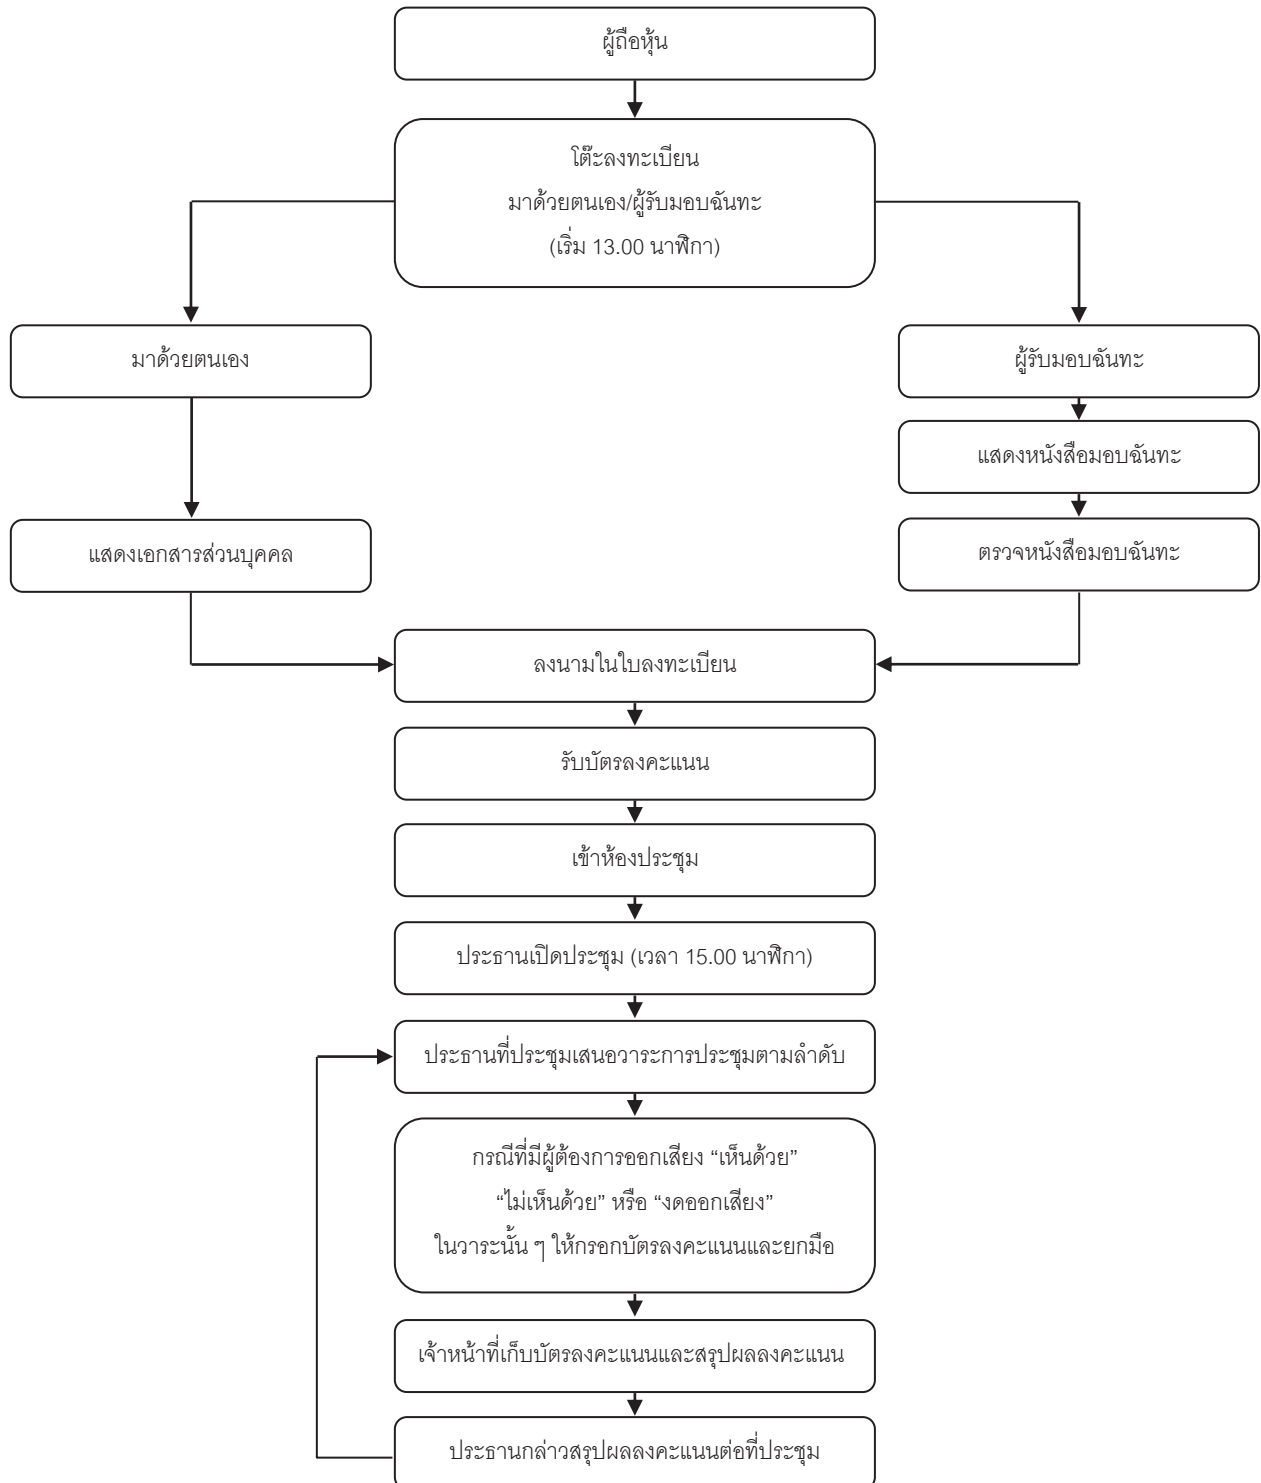 ผู้ถือหุ้น
โต๊ะลงทะเบียน
มาด้วยตนเอง/ผู้รับมอบฉันทะ
(เริ่ม 13.00 นาฬิกา)
มาด้วยตนเอง
ผู้รับมอบฉันทะ
แสดงหนังสือมอบฉันทะ
แสดงเอกสารส่วนบุคคล
ตรวจหนังสือมอบฉันทะ
ลงนามในใบลงทะเบียน
รับบัตรลงคะแนน
เข้าห้องประชุม
ประธานเปิดประชุม (เวลา 15.00 นาฬิกา)
ประธานที่ประชุมเสนอวาระการประชุมตามลำดับ
กรณีที่มีผู้ต้องการออกเสียง “เห็นด้วย”
“ไม่เห็นด้วย” หรือ “งดออกเสียง”
ในวาระนั้น ๆ ให้กรอกบัตรลงคะแนนและยกมือ
เจ้าหน้าที่เก็บบัตรลงคะแนนและสรุปผลลงคะแนน
ประธานกล่าวสรุปผลลงคะแนนต่อที่ประชุม